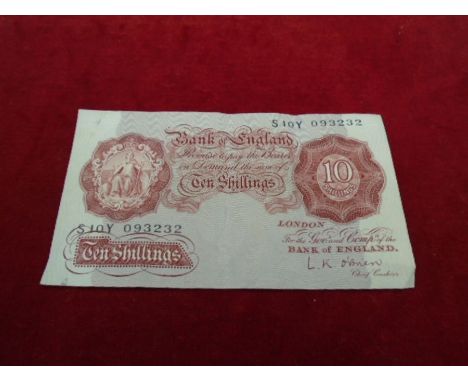 S10Y 093232
Bank of England
Promise to pay the Bearer
on Demand the sum of
Ten Shillings
10
SHILLINGS
S10Y 093232
LONDON
For the Govr and Compa of the
BANK OF ENGLAND.
Ten Shillings
L. K O'Brien
Chief Cashier